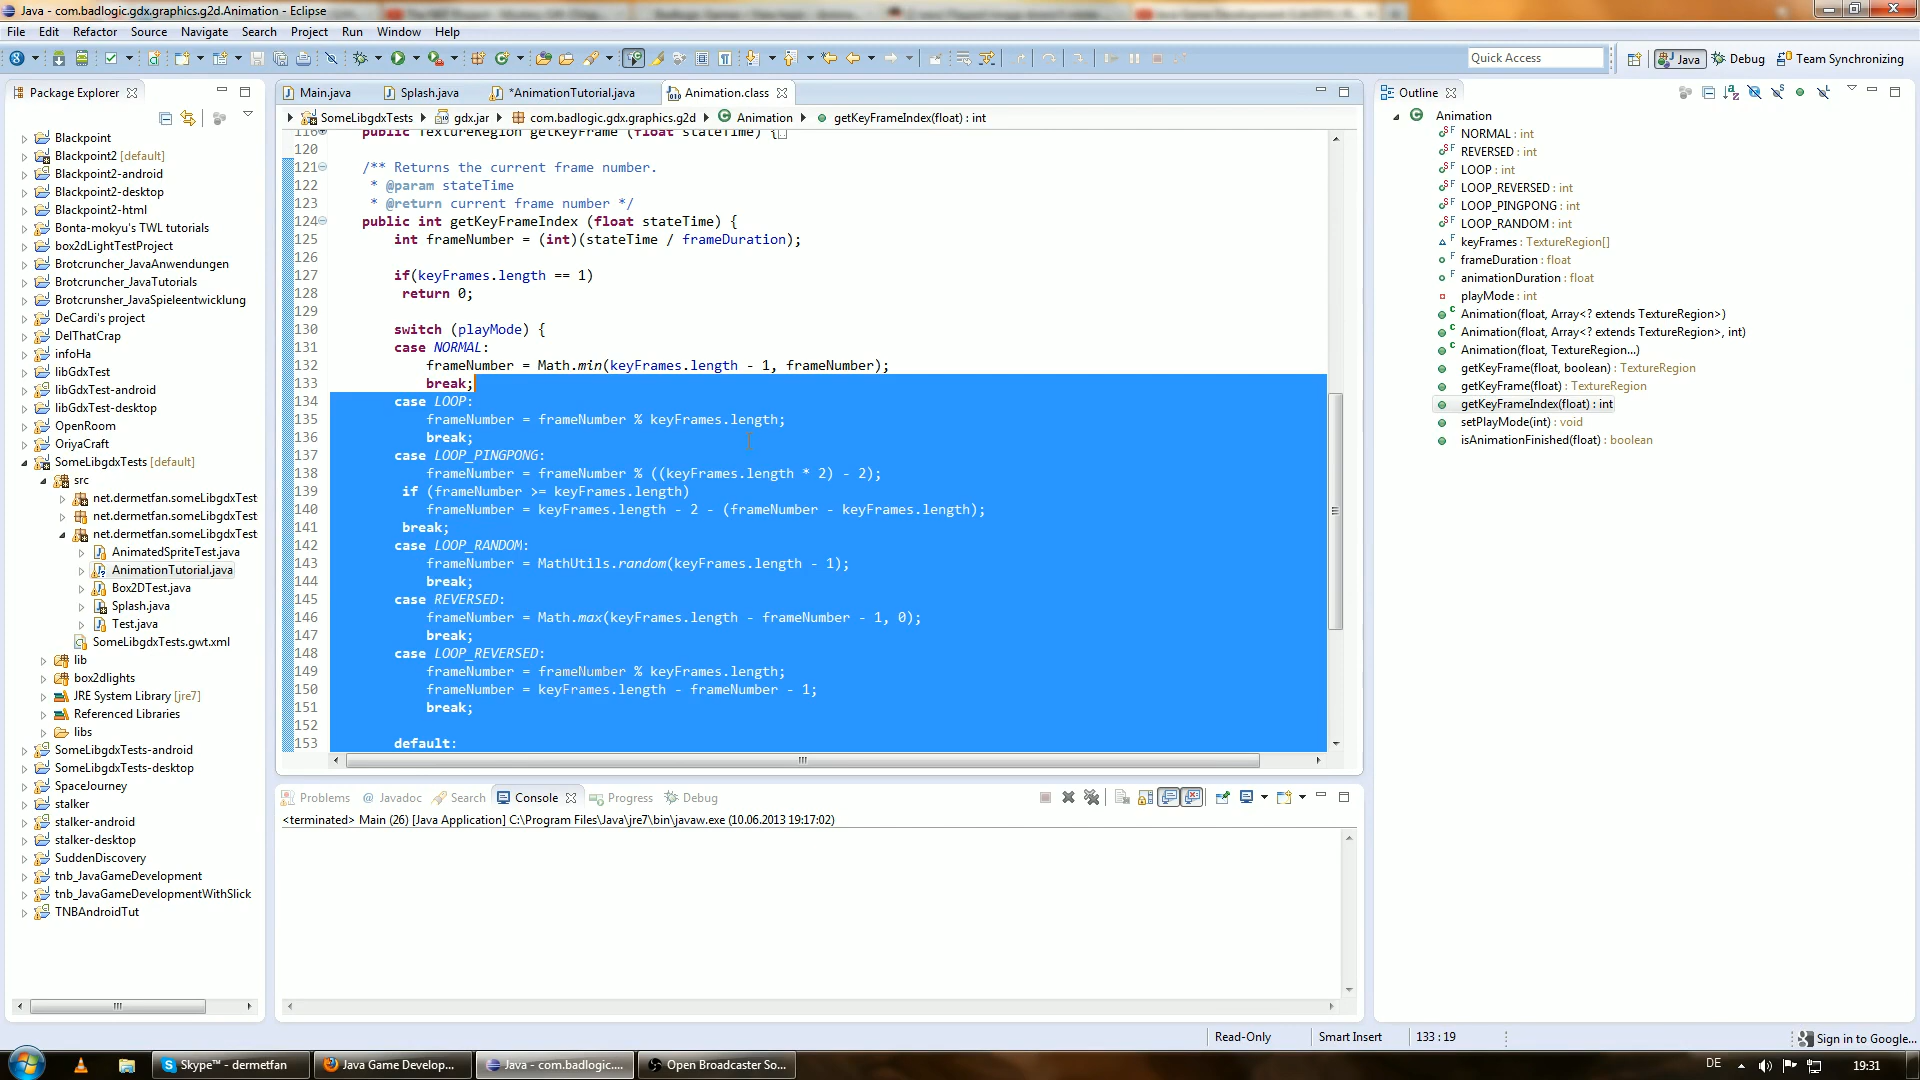 Java - com.badlogic.gdx.graphics.g2d.Animation - Eclipse
File Edit Refactor Source Navigate Search Project Run Window Help
Quick Access
Java
Debug
Team Synchronizing
Package Explorer
Blackpoint
Blackpoint2 [default]
Blackpoint2-android
Blackpoint2-desktop
Blackpoint2-html
Bonta-mokyu's TWL tutorials
box2dLightTestProject
Brotcruncher_JavaAnwendungen
Brotcruncher_JavaTutorials
Brotcrunsher_JavaSpieleentwicklung
DeCardi's project
DelThatCrap
infoHa
libGdxTest
libGdxTest-android
libGdxTest-desktop
OpenRoom
OriyaCraft
SomeLibgdxTests [default]
src
net.dermetfan.someLibgdxTest
net.dermetfan.someLibgdxTest
net.dermetfan.someLibgdxTest
AnimatedSpriteTest.java
AnimationTutorial.java
Box2DTest.java
Splash.java
Test.java
SomeLibgdxTests.gwt.xml
lib
box2dlights
JRE System Library [jre7]
Referenced Libraries
libs
SomeLibgdxTests-android
SomeLibgdxTests-desktop
SpaceJourney
stalker
stalker-android
stalker-desktop
SuddenDiscovery
tnb_JavaGameDevelopment
tnb_JavaGameDevelopmentWithSlick
TNBAndroidTut
Main.java Splash.java *AnimationTutorial.java Animation.class
SomeLibgdxTests gdx.jar com.badlogic.gdx.graphics.g2d Animation getKeyFrameIndex(float) : int
116 public TextureRegion getKeyFrame (float stateTime) {
120
121 /** Returns the current frame number.
122 * @param stateTime
123 * @return current frame number */
124 public int getKeyFrameIndex (float stateTime) {
125 int frameNumber = (int)(stateTime / frameDuration);
126
127 if(keyFrames.length == 1)
128 return 0;
129
130 switch (playMode) {
131 case NORMAL:
132 frameNumber = Math.min(keyFrames.length - 1, frameNumber);
133 break;
134 case LOOP:
135 frameNumber = frameNumber % keyFrames.length;
136 break;
137 case LOOP_PINGPONG:
138 frameNumber = frameNumber % ((keyFrames.length * 2) - 2);
139 if (frameNumber >= keyFrames.length)
140 frameNumber = keyFrames.length - 2 - (frameNumber - keyFrames.length);
141 break;
142 case LOOP_RANDOM:
143 frameNumber = MathUtils.random(keyFrames.length - 1);
144 break;
145 case REVERSED:
146 frameNumber = Math.max(keyFrames.length - frameNumber - 1, 0);
147 break;
148 case LOOP_REVERSED:
149 frameNumber = frameNumber % keyFrames.length;
150 frameNumber = keyFrames.length - frameNumber - 1;
151 break;
152
153 default:
Outline
Animation
NORMAL : int
REVERSED : int
LOOP : int
LOOP_REVERSED : int
LOOP_PINGPONG : int
LOOP_RANDOM : int
keyFrames : TextureRegion[]
frameDuration : float
animationDuration : float
playMode : int
Animation(float, Array<? extends TextureRegion>)
Animation(float, Array<? extends TextureRegion>, int)
Animation(float, TextureRegion...)
getKeyFrame(float, boolean) : TextureRegion
getKeyFrame(float) : TextureRegion
getKeyFrameIndex(float) : int
setPlayMode(int) : void
isAnimationFinished(float) : boolean
Problems @ Javadoc Search Console Progress Debug
<terminated> Main (26) [Java Application] C:\Program Files\Java\jre7\bin\javaw.exe (10.06.2013 19:17:02)
Read-Only Smart Insert 133 : 19
Sign in to Google...
Skype™ - dermetfan
Java Game Develop...
Java - com.badlogic....
Open Broadcaster So...
DE
19:31